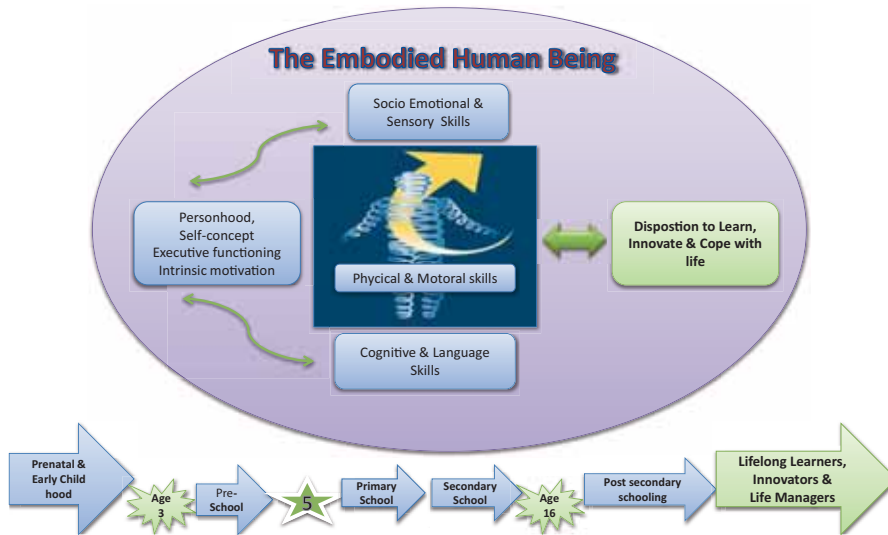 The Embodied Human Being
Socio Emotional &
Sensory Skills
Personhood,
Self-concept
Executive functioning
Intrinsic motivation
Phycical & Motoral skills
Dispostion to Learn,
Innovate & Cope with
life
Cognitive & Language
Skills
Prenatal &
Early Child
hood
Age
3
Pre-
School
5
Primary
School
Secondary
School
Age
16
Post secondary
schooling
Lifelong Learners,
Innovators &
Life Managers